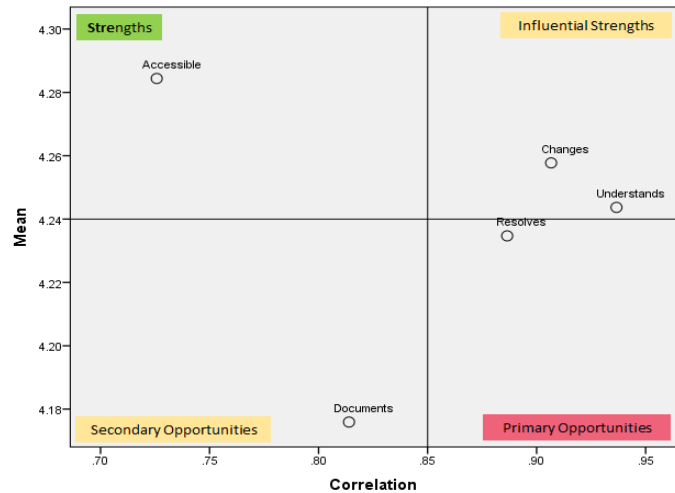 Strengths
Influential Strengths
4.30
Accessible
4.28
Changes
4.26
Understands
4.24
Resolves
Mean
4.22
4.20
Documents
4.18
Secondary Opportunities
Primary Opportunities
.70 .75 .80 .85 .90 .95
Correlation